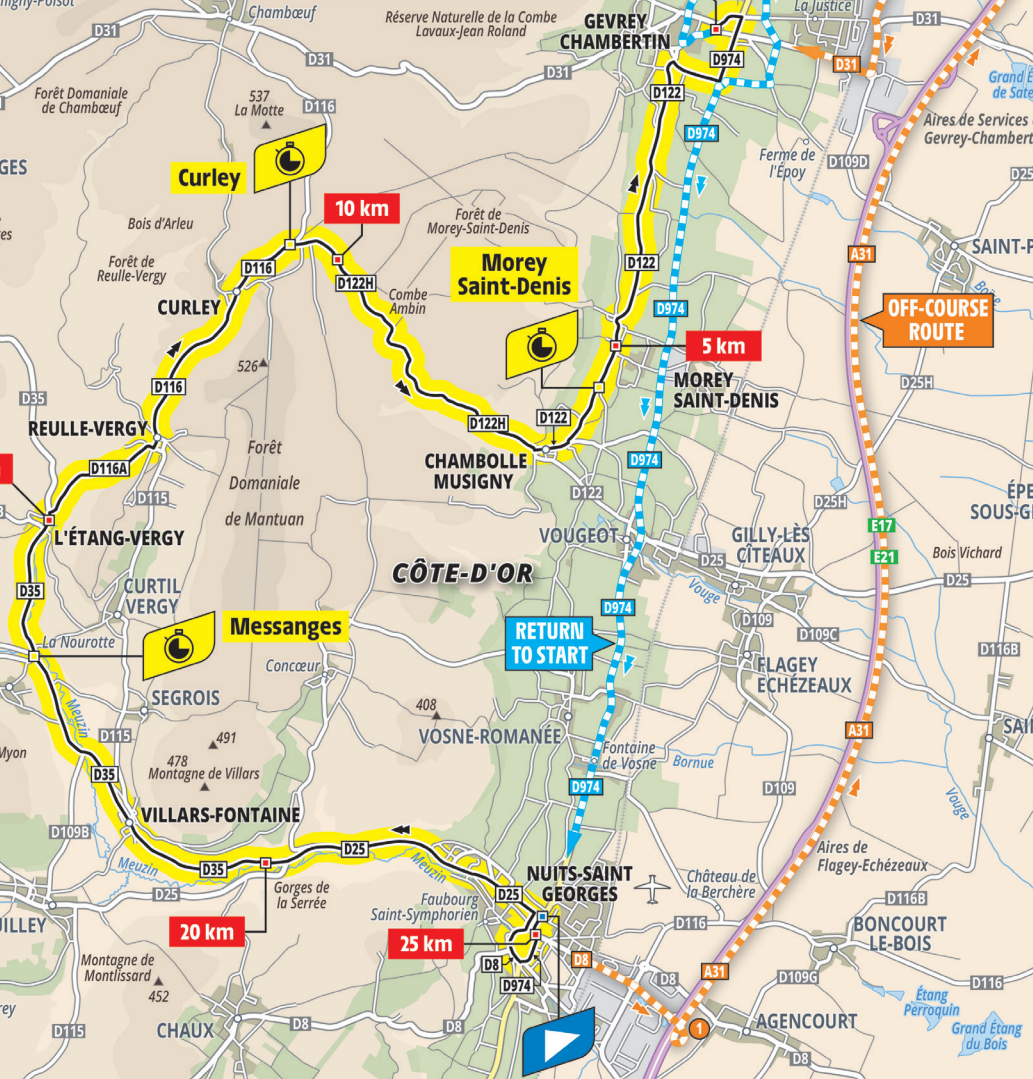 Chambœuf
Réserve Naturelle de la Combe
Lavaux-Jean Roland
GEVREY
CHAMBERTIN
La Justice
D31
D31
D31
D31
D974
D31
Forêt Domaniale
de Chambœuf
537
La Motte
D116
D122
D974
Aires de Services
Gevrey-Chambert
Ferme de
l'Époy
D109D
GES
Curley
10 km
Bois d'Arleu
Forêt de
Morey-Saint-Denis
Forêt de
Reulle-Vergy
D116
D122H
D122
Morey
Saint-Denis
A31
SAINT-P
CURLEY
Combe
Ambin
D974
OFF-COURSE
ROUTE
526
5 km
D116
D35
MOREY
SAINT-DENIS
D25H
REULLE-VERGY
D122H
D122
Forêt
Domaniale
de Mantuan
D116A
CHAMBOLLE
MUSIGNY
D974
D115
D122
D25H
L'ÉTANG-VERGY
VOUGEOT
GILLY-LÈS
CÎTEAUX
E17
E21
Bois Vichard
CÔTE-D'OR
D25
D25
D35
CURTIL
VERGY
Vouge
D974
D109
D109C
La Nourotte
Messanges
RETURN
TO START
D116B
Concœur
FLAGEY
ECHÉZEAUX
SEGROIS
Meuzin
408
D115
491
VOSNE-ROMANÉE
A31
478
Montagne de Villars
Fontaine
de Vosne
Bornue
D35
D974
D109
Vouge
VILLARS-FONTAINE
D109B
Meuzin
D35
D25
Meuzin
Aires de
Flagey-Echézeaux
D25
Gorges de
la Serrée
NUITS-SAINT
GEORGES
D25
Château de
la Berchère
Faubourg
Saint-Symphorien
D116B
20 km
25 km
D116
BONCOURT
LE-BOIS
D8
D8
D974
D8
A31
D109G
D116
Montagne de
Montlissard
452
CHAUX
D8
D8
1
AGENCOURT
D8
Étang
Perroquin
Grand Étang
du Bois
D115